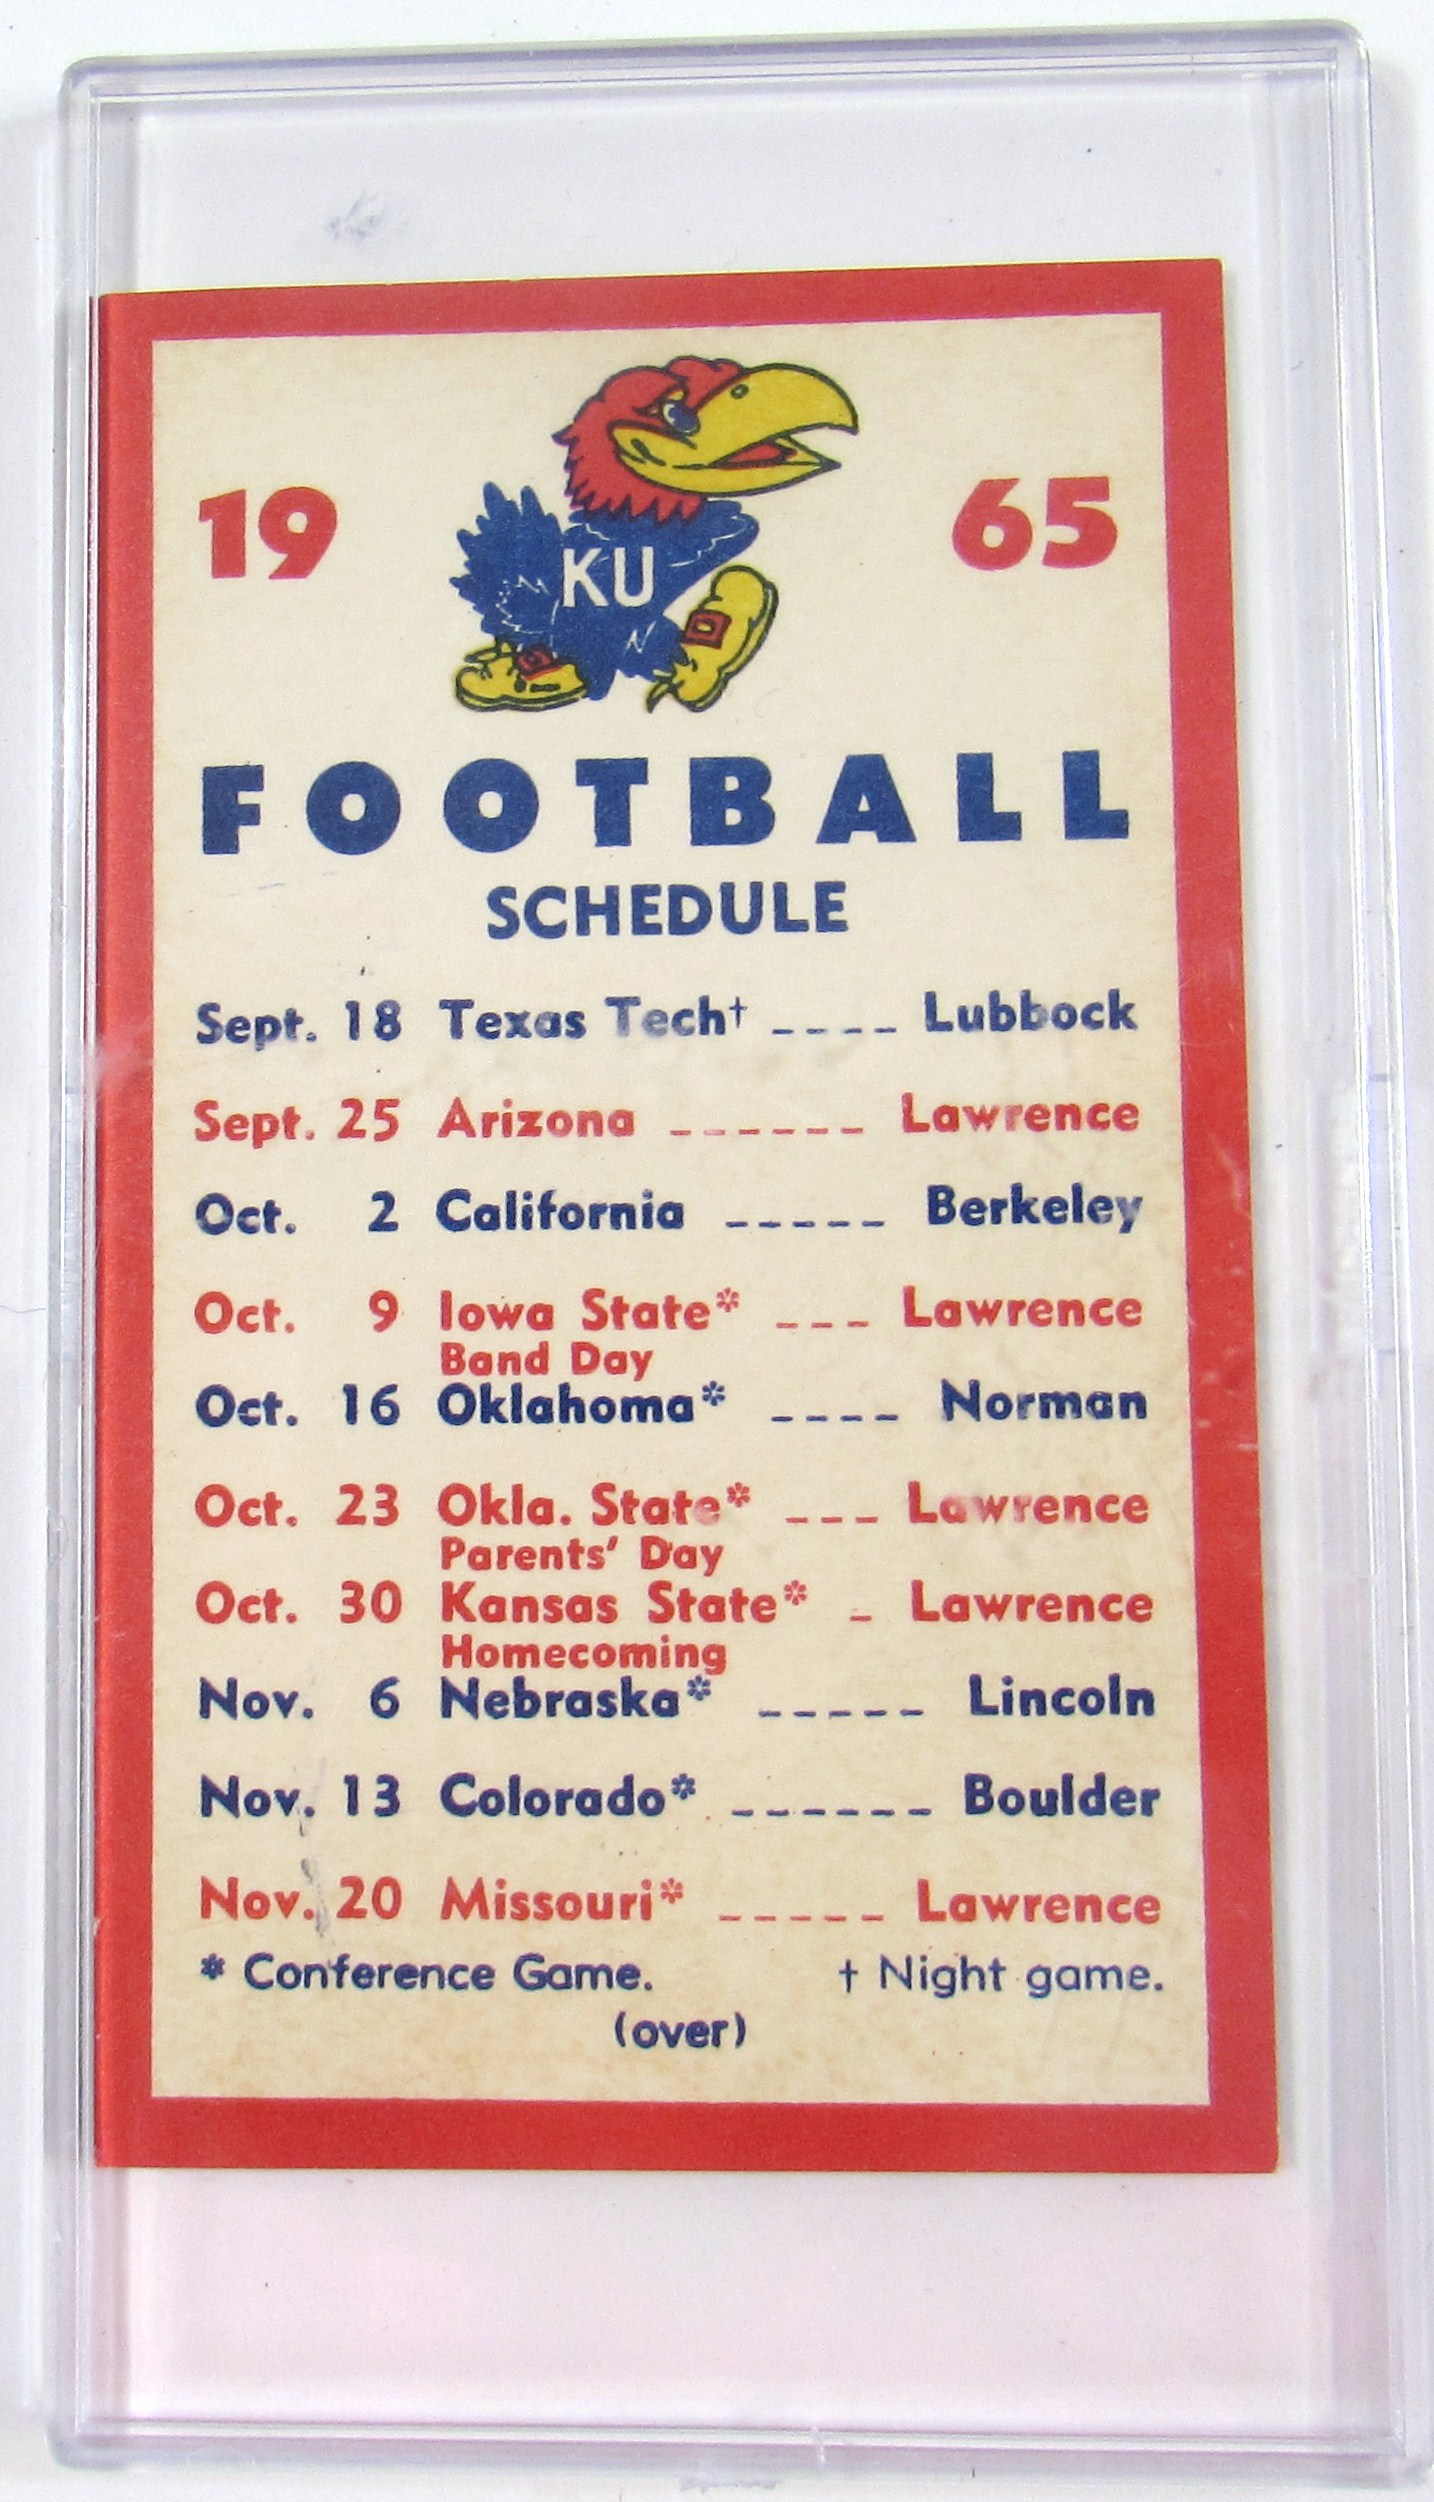 19 65
KU
FOOTBALL
SCHEDULE
Sept. 18 Texas Tech† ---- Lubbock
Sept. 25 Arizona ------ Lawrence
Oct. 2 California ----- Berkeley
Oct. 9 Iowa State* --- Lawrence
Band Day
Oct. 16 Oklahoma* ---- Norman
Oct. 23 Okla. State* --- Lawrence
Parents' Day
Oct. 30 Kansas State* - Lawrence
Homecoming
Nov. 6 Nebraska* ----- Lincoln
Nov. 13 Colorado* ------ Boulder
Nov. 20 Missouri* ----- Lawrence
* Conference Game. † Night game.
(over)